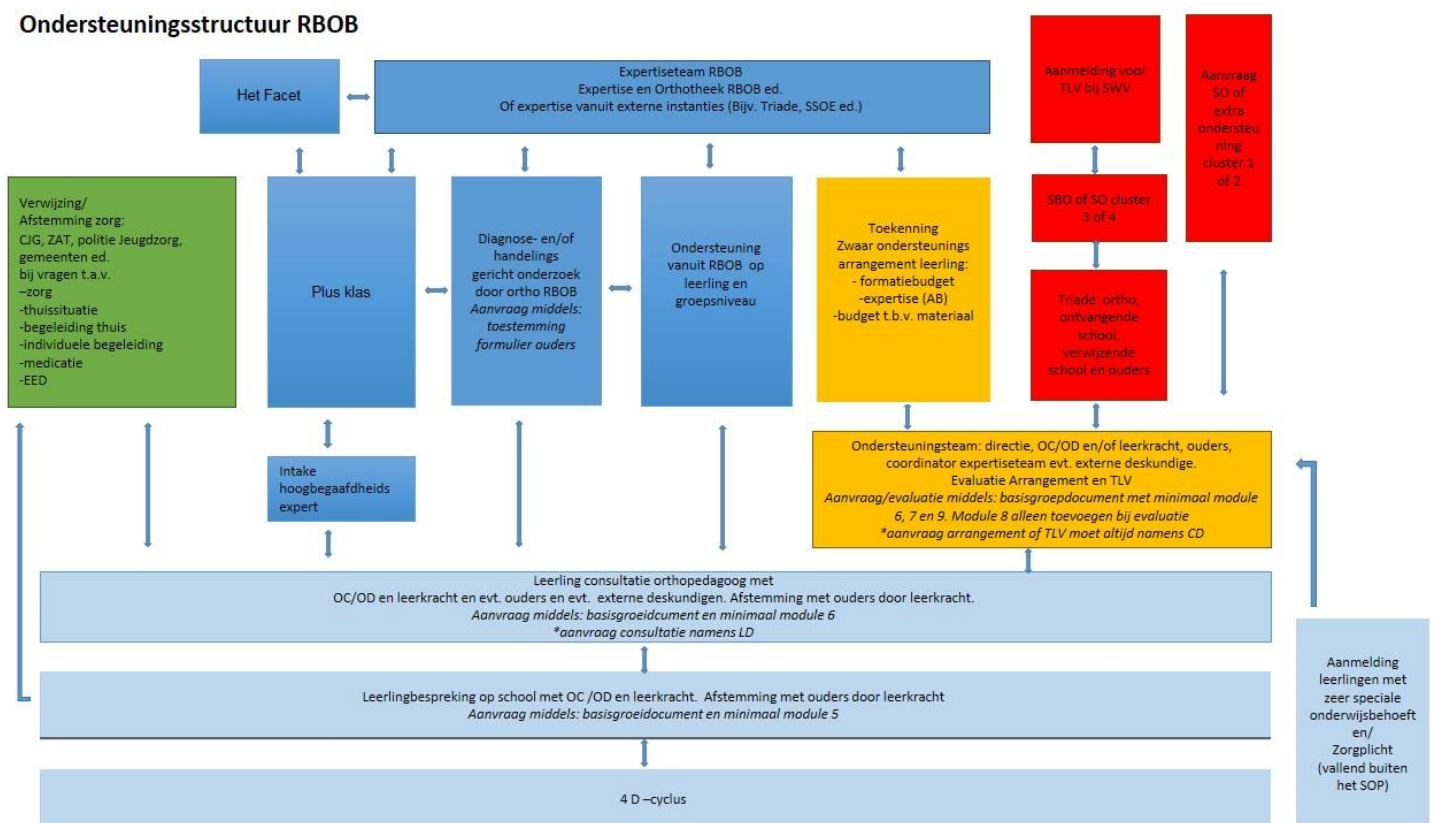 Ondersteuningsstructuur RBOB
Het Facet
Expertiseteam RBOB
Expertise en Orthotheek RBOB ed.
Of expertise vanuit externe instanties (Bijv. Triade, SSOE ed.)
Aanmelding voor
TLV bij SWV
Aanvraag
SO of
extra
ondersteu
ning
cluster 1
of 2
Verwijzing/
Afstemming zorg:
CJG, ZAT, politie Jeugdzorg,
gemeenten ed.
bij vragen t.a.v.
–zorg
-thuissituatie
-begeleiding thuis
-individuele begeleiding
-medicatie
-EED
Plus klas
Diagnose- en/of
handelings
gericht onderzoek
door ortho RBOB
Aanvraag middels:
toestemming
formulier ouders
Ondersteuning
vanuit RBOB op
leerling en
groepsniveau
Toekenning
Zwaar ondersteunings
arrangement leerling:
- formatiebudget
-expertise (AB)
-budget t.b.v. materiaal
SBO of SO cluster
3 of 4
Triade: ortho,
ontvangende
school,
verwijzende
school en ouders
Intake
hoogbegaafdheids
expert
Ondersteuningsteam: directie, OC/OD en/of leerkracht, ouders,
coordinator expertiseteam evt. externe deskundige.
Evaluatie Arrangement en TLV
Aanvraag/evaluatie middels: basisgroepdocument met minimaal module
6, 7 en 9. Module 8 alleen toevoegen bij evaluatie
*aanvraag arrangement of TLV moet altijd namens CD
Leerling consultatie orthopedagoog met
OC/OD en leerkracht en evt. ouders en evt. externe deskundigen. Afstemming met ouders door leerkracht.
Aanvraag middels: basisgroeidcument en minimaal module 6
*aanvraag consultatie namens LD
Leerlingbespreking op school met OC /OD en leerkracht. Afstemming met ouders door leerkracht
Aanvraag middels: basisgroeidocument en minimaal module 5
4 D –cyclus
Aanmelding
leerlingen met
zeer speciale
onderwijsbehoeft
en/
Zorgplicht
(vallend buiten
het SOP)